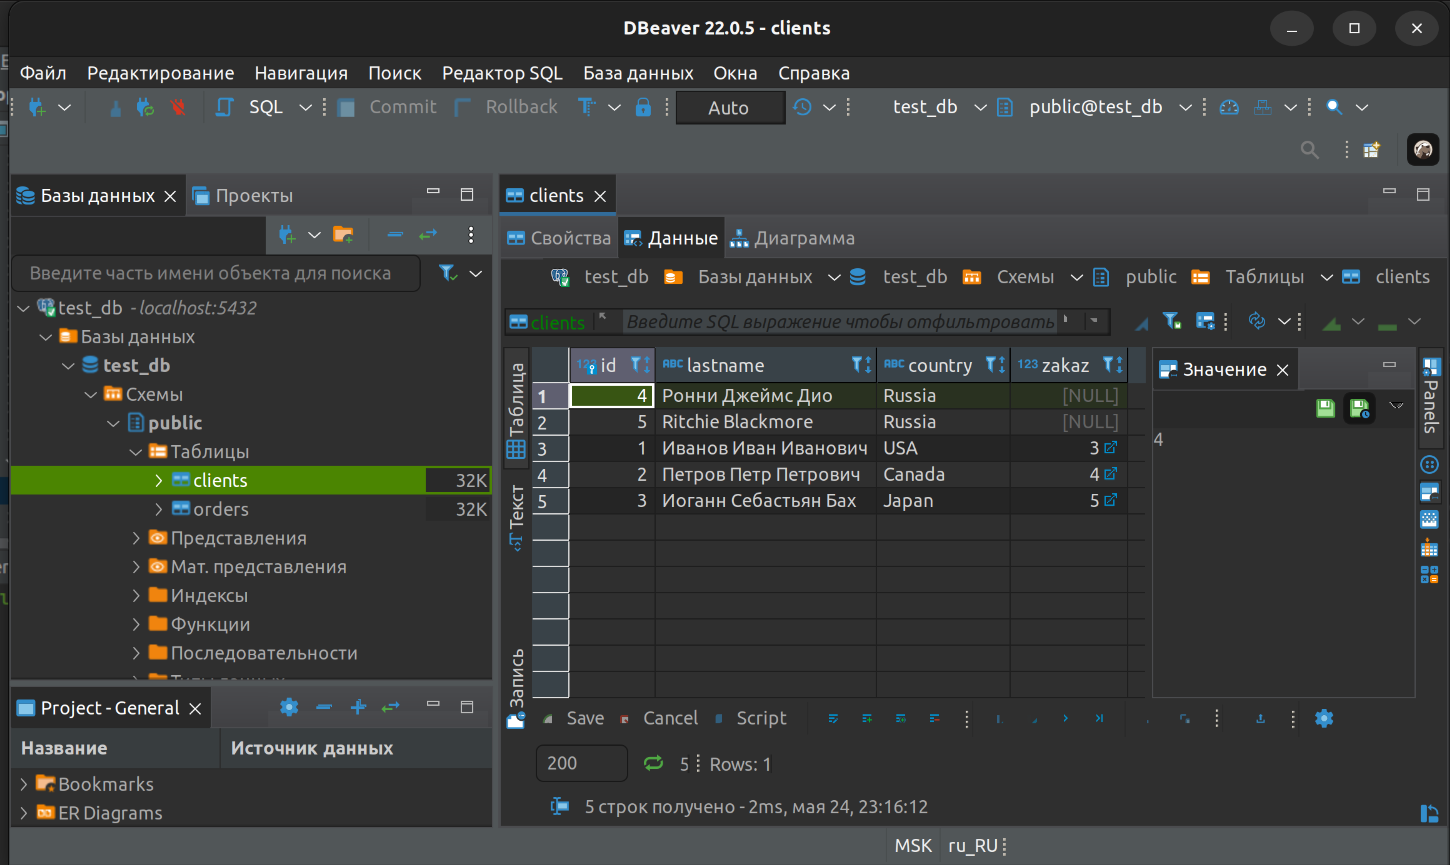 DBeaver 22.0.5 - clients
Файл Редактирование Навигация Поиск Редактор SQL База данных Окна Справка
SQL Commit Rollback Auto test_db public@test_db
Базы данных Проекты
Введите часть имени объекта для поиска
test_db - localhost:5432
Базы данных
test_db
Схемы
public
Таблицы
clients 32K
orders 32K
Представления
Мат. представления
Индексы
Функции
Последовательности
Типы данных
Project - General
Название Источник данных
Bookmarks
ER Diagrams
clients
Свойства Данные Диаграмма
test_db Базы данных test_db Схемы public Таблицы clients
clients Введите SQL выражение чтобы отфильтровать
Таблица
Текст
Запись
123 id ABC lastname ABC country 123 zakaz
1 4 Ронни Джеймс Дио Russia [NULL]
2 5 Ritchie Blackmore Russia [NULL]
3 1 Иванов Иван Иванович USA 3
4 2 Петров Петр Петрович Canada 4
5 3 Иоганн Себастьян Бах Japan 5
Значение
4
Panels
Save Cancel Script
200 5 Rows: 1
5 строк получено - 2ms, мая 24, 23:16:12
MSK ru_RU